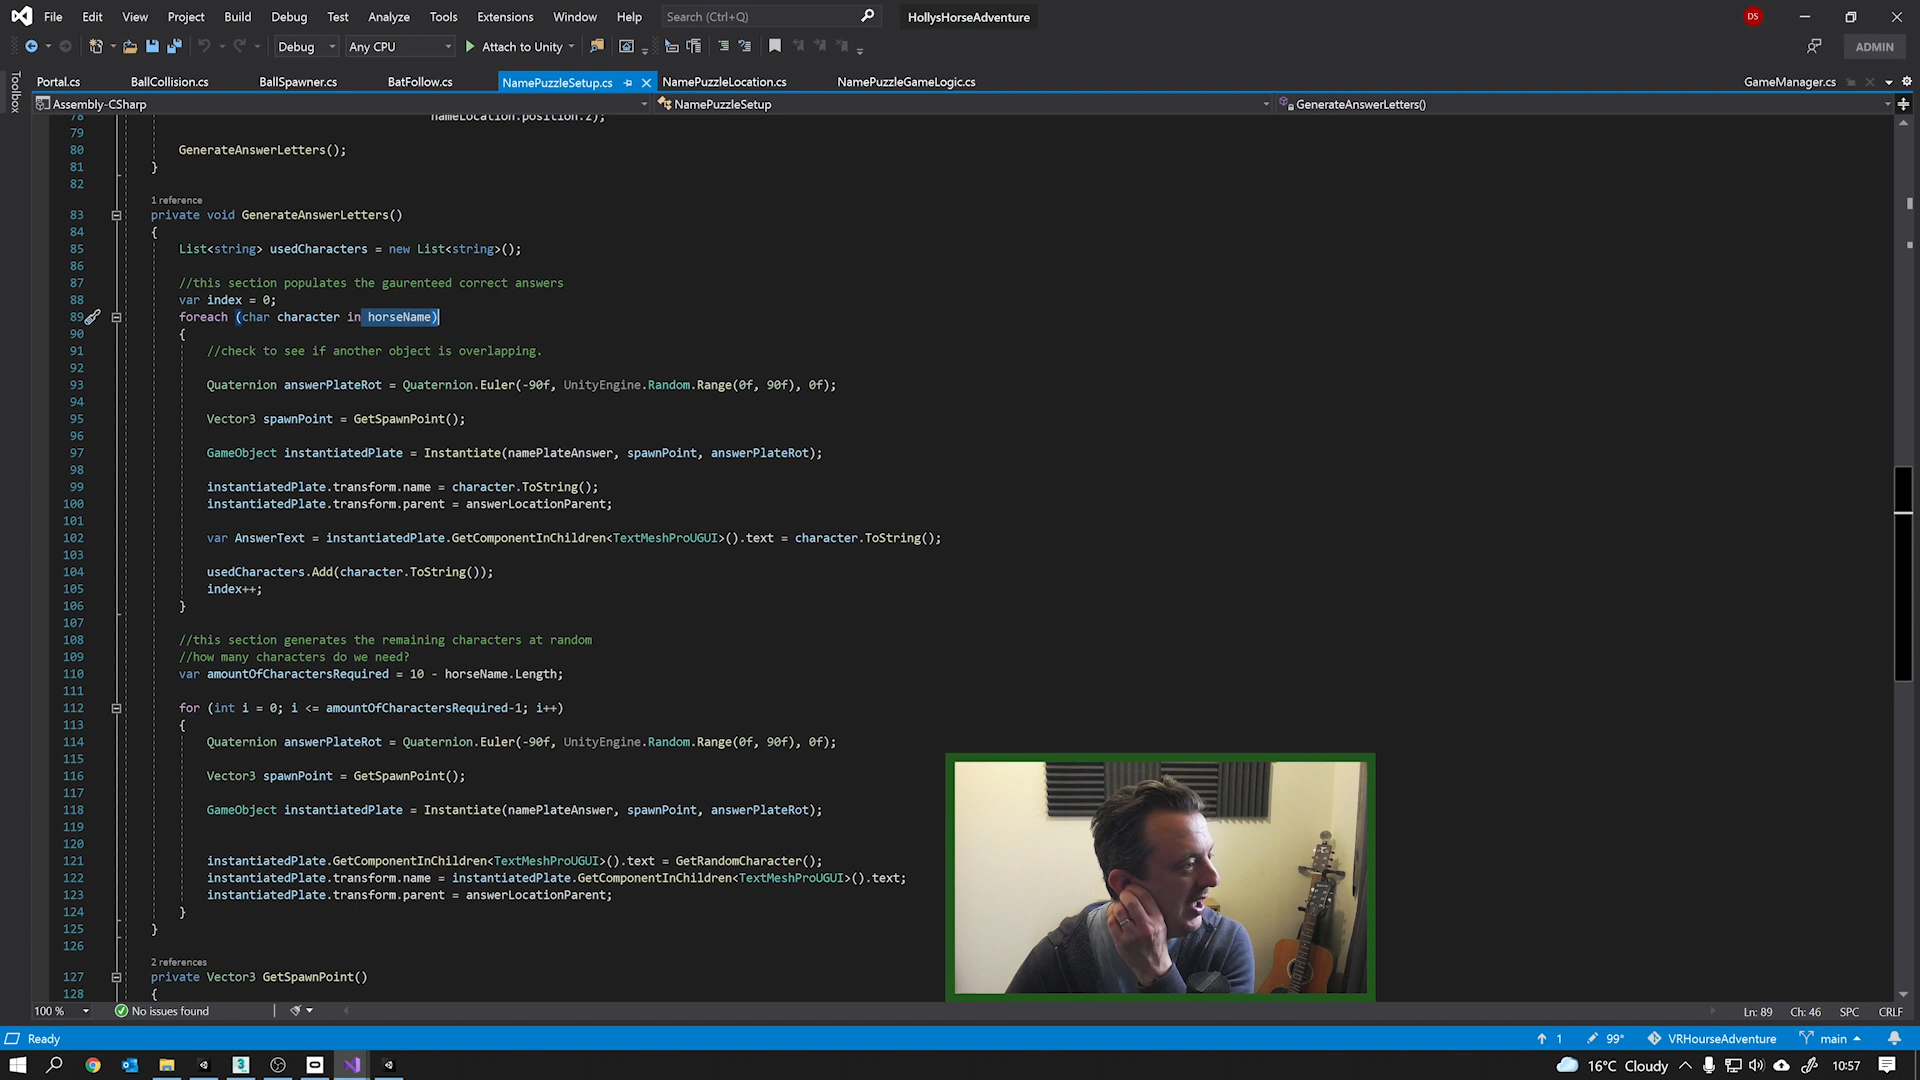 File Edit View Project Build Debug Test Analyze Tools Extensions Window Help Search (Ctrl+Q) HollysHorseAdventure DS
Debug Any CPU Attach to Unity ADMIN
Toolbox
Portal.cs BallCollision.cs BallSpawner.cs BatFollow.cs NamePuzzleSetup.cs NamePuzzleLocation.cs NamePuzzleGameLogic.cs GameManager.cs
Assembly-CSharp NamePuzzleSetup GenerateAnswerLetters()
78 nameLocation.position.z);
79
80 GenerateAnswerLetters();
81 }
82
1 reference
83 private void GenerateAnswerLetters()
84 {
85 List<string> usedCharacters = new List<string>();
86
87 //this section populates the gaurenteed correct answers
88 var index = 0;
89 foreach (char character in horseName)
90 {
91 //check to see if another object is overlapping.
92
93 Quaternion answerPlateRot = Quaternion.Euler(-90f, UnityEngine.Random.Range(0f, 90f), 0f);
94
95 Vector3 spawnPoint = GetSpawnPoint();
96
97 GameObject instantiatedPlate = Instantiate(namePlateAnswer, spawnPoint, answerPlateRot);
98
99 instantiatedPlate.transform.name = character.ToString();
100 instantiatedPlate.transform.parent = answerLocationParent;
101
102 var AnswerText = instantiatedPlate.GetComponentInChildren<TextMeshProUGUI>().text = character.ToString();
103
104 usedCharacters.Add(character.ToString());
105 index++;
106 }
107
108 //this section generates the remaining characters at random
109 //how many characters do we need?
110 var amountOfCharactersRequired = 10 - horseName.Length;
111
112 for (int i = 0; i <= amountOfCharactersRequired-1; i++)
113 {
114 Quaternion answerPlateRot = Quaternion.Euler(-90f, UnityEngine.Random.Range(0f, 90f), 0f);
115
116 Vector3 spawnPoint = GetSpawnPoint();
117
118 GameObject instantiatedPlate = Instantiate(namePlateAnswer, spawnPoint, answerPlateRot);
119
120
121 instantiatedPlate.GetComponentInChildren<TextMeshProUGUI>().text = GetRandomCharacter();
122 instantiatedPlate.transform.name = instantiatedPlate.GetComponentInChildren<TextMeshProUGUI>().text;
123 instantiatedPlate.transform.parent = answerLocationParent;
124 }
125 }
126
2 references
127 private Vector3 GetSpawnPoint()
128 {
100 % No issues found Ln: 89 Ch: 46 SPC CRLF
Ready 1 99* VRHourseAdventure main
16°C Cloudy 10:57